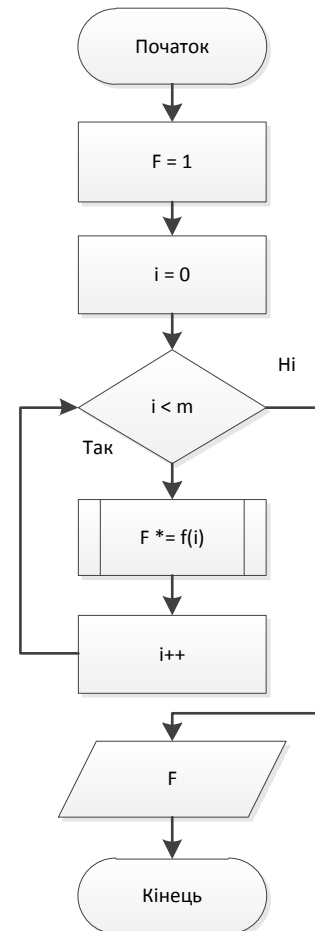 Початок
F = 1
i = 0
Ні
i < m
Так
F *= f(i)
i++
F
Кінець